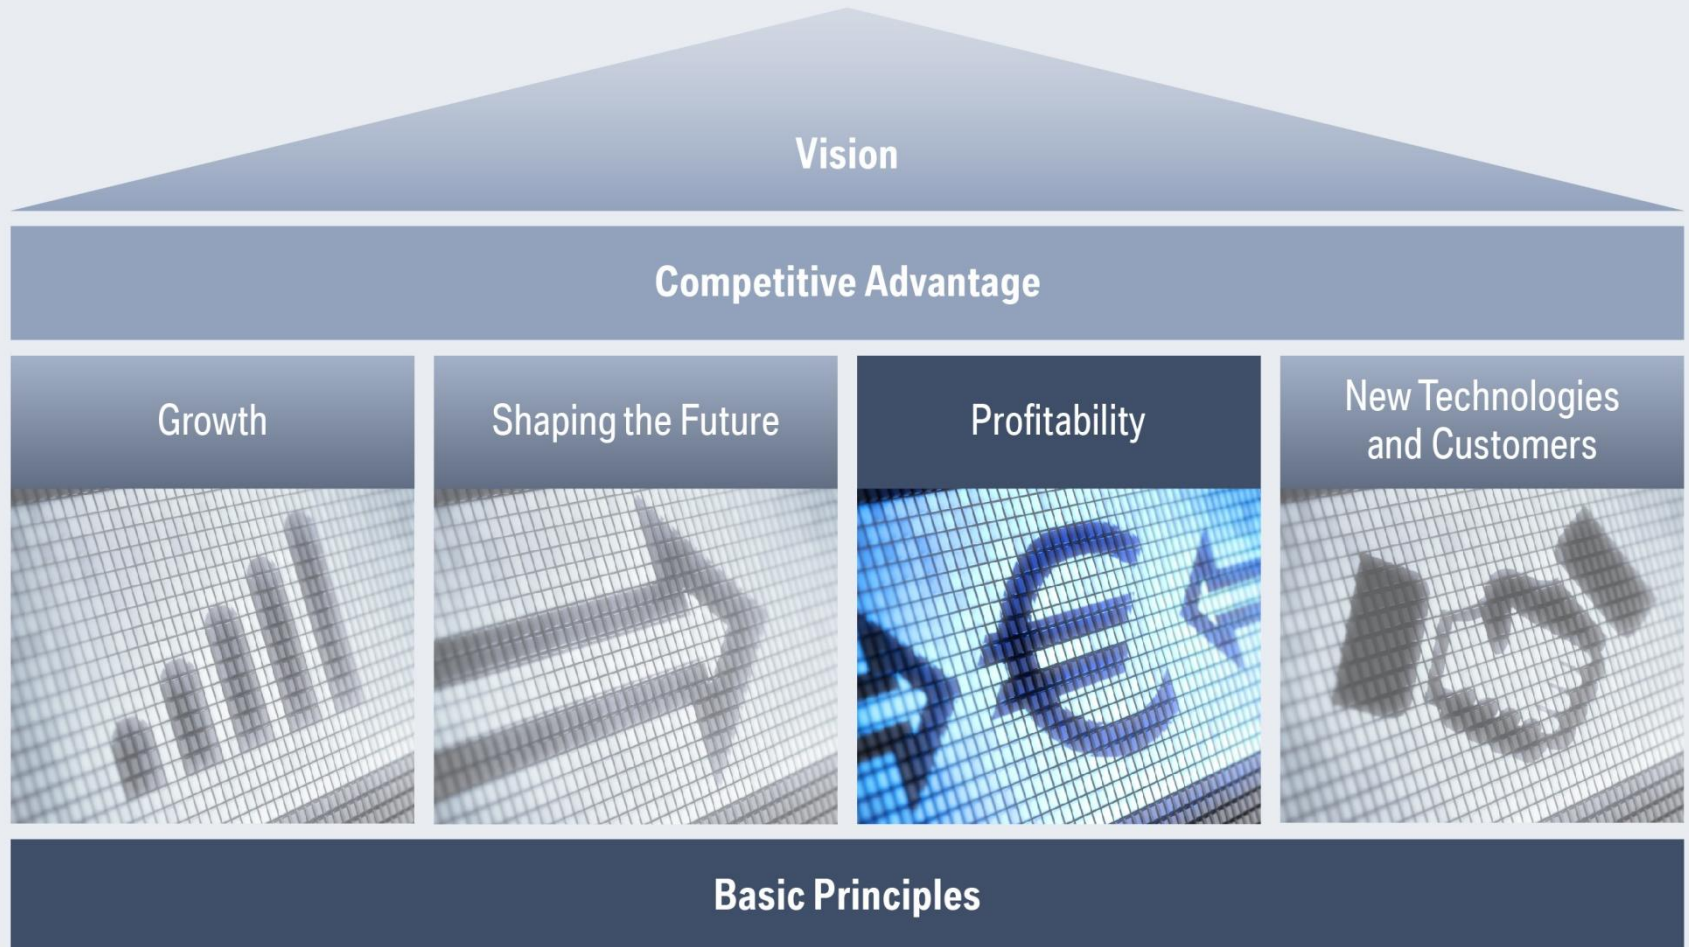 Vision
Competitive Advantage
Growth
Shaping the Future
Profitability
New Technologies
and Customers
Basic Principles